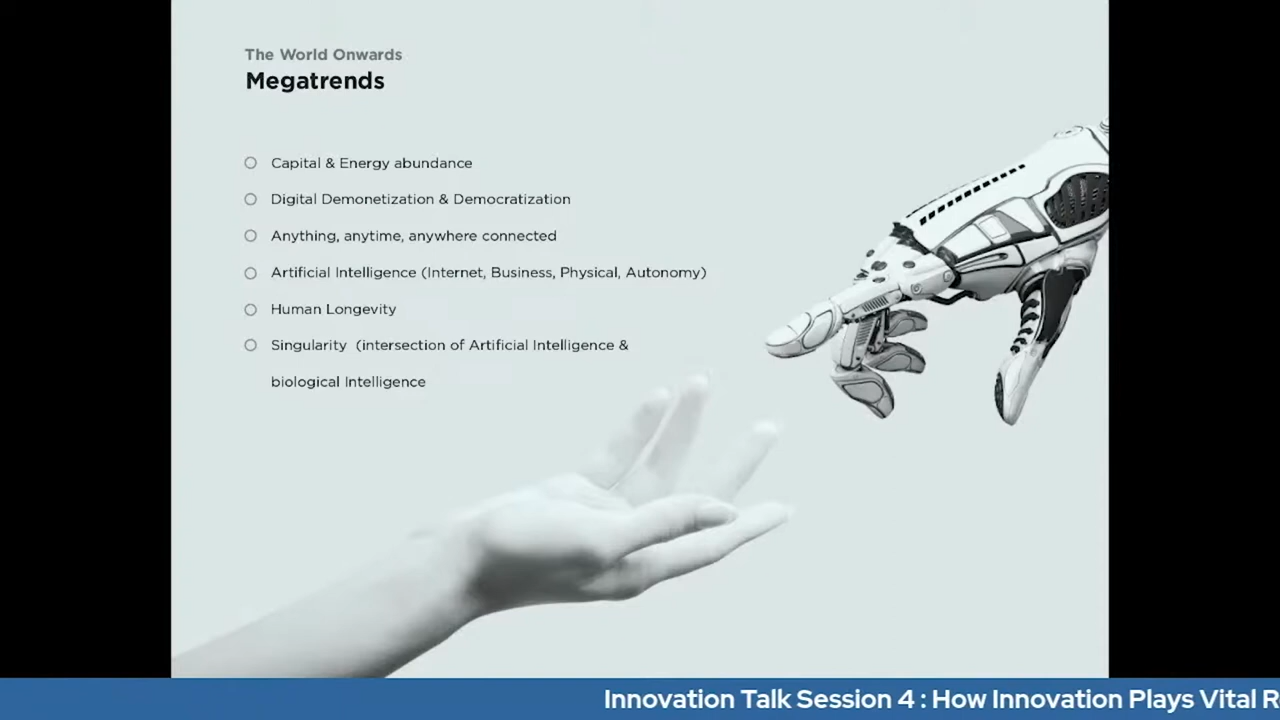 The World Onwards
Megatrends
Capital & Energy abundance
Digital Demonetization & Democratization
Anything, anytime, anywhere connected
Artificial Intelligence (Internet, Business, Physical, Autonomy)
Human Longevity
Singularity (intersection of Artificial Intelligence &
biological Intelligence
Innovation Talk Session 4 : How Innovation Plays Vital R